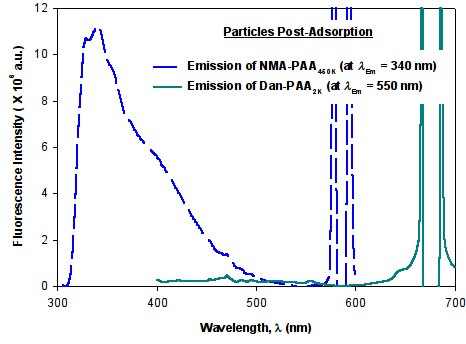 Particles Post-Adsorption
Emission of NMA-PAA450K (at λEm = 340 nm)
Emission of Dan-PAA2K (at λEm = 550 nm)
Fluorescence Intensity ( X 10⁶ a.u.)
12
10
8
6
4
2
0
300 400 500 600 700
Wavelength, λ (nm)